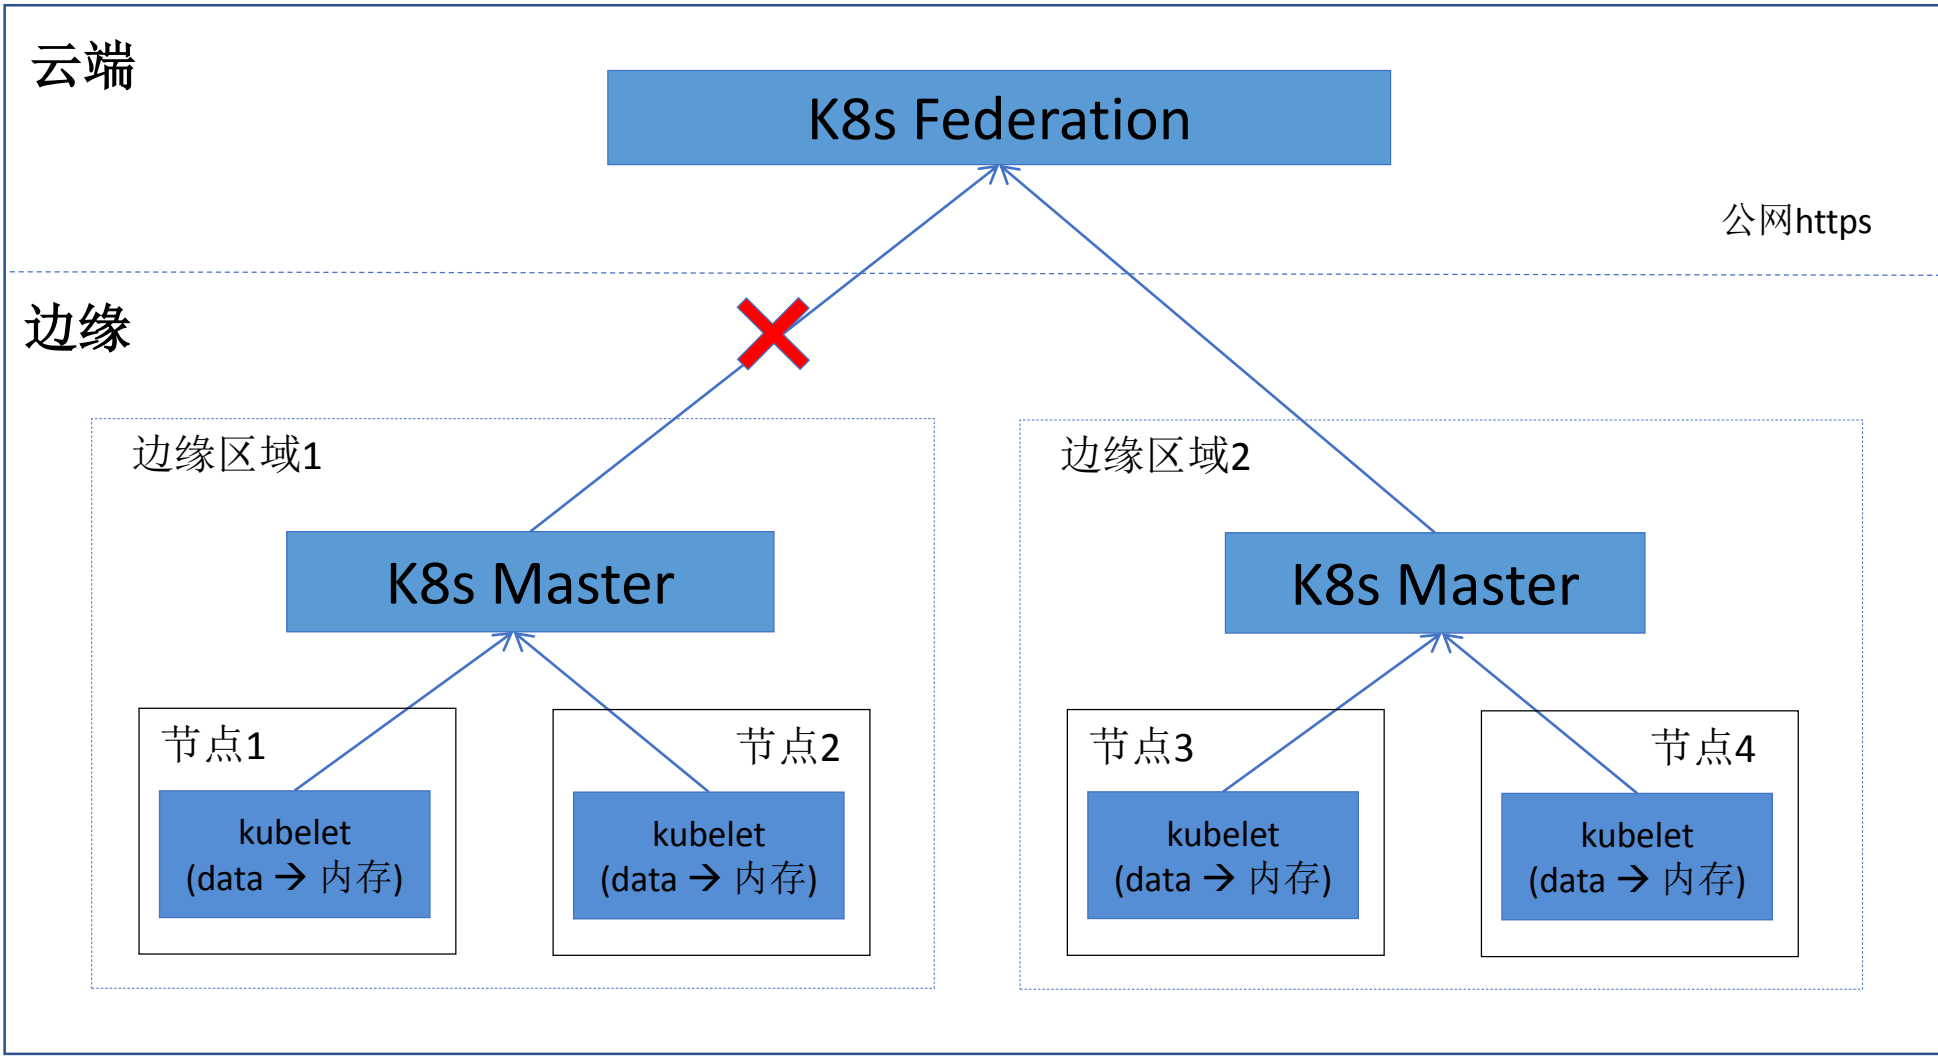 云端
K8s Federation
公网https
边缘
边缘区域1
边缘区域2
K8s Master
K8s Master
节点1
节点2
节点3
节点4
kubelet
(data → 内存)
kubelet
(data → 内存)
kubelet
(data → 内存)
kubelet
(data → 内存)